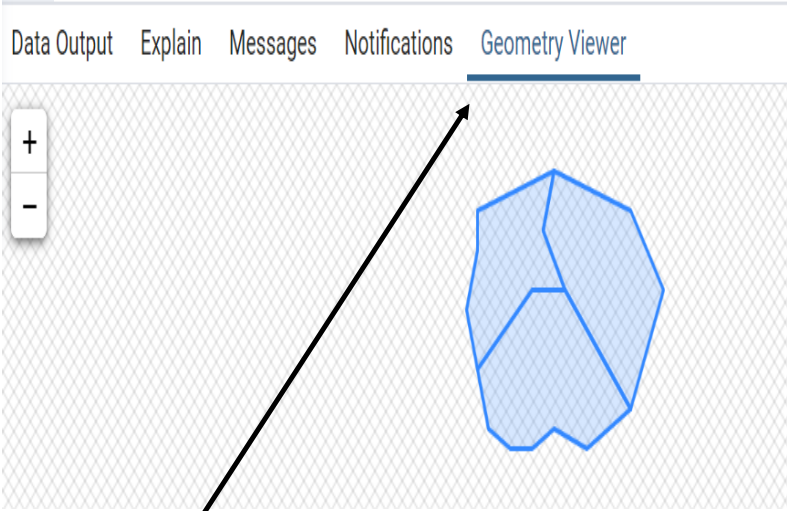 Data Output Explain Messages Notifications Geometry Viewer
+
−